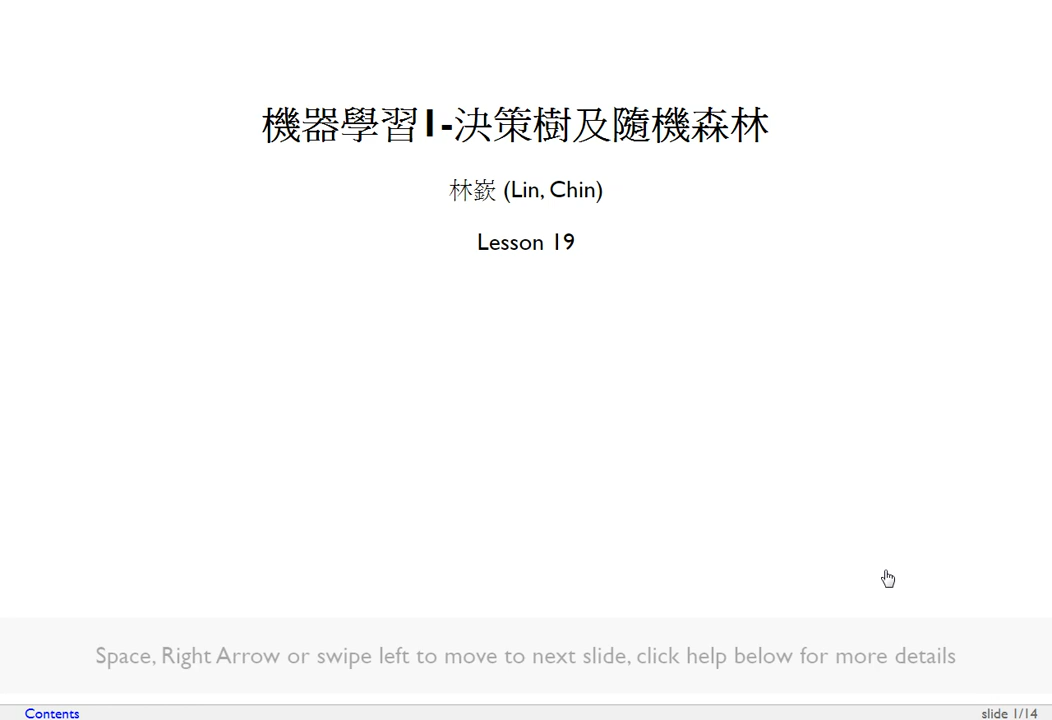 機器學習1-決策樹及隨機森林
林嶔 (Lin, Chin)
Lesson 19
Space, Right Arrow or swipe left to move to next slide, click help below for more details
Contents
slide 1/14